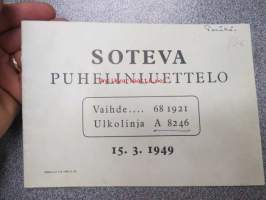 SOTEVA
PUHELINLUETTELO
Vaihde.... 68 1921
Ulkolinja A 8246
15. 3. 1949